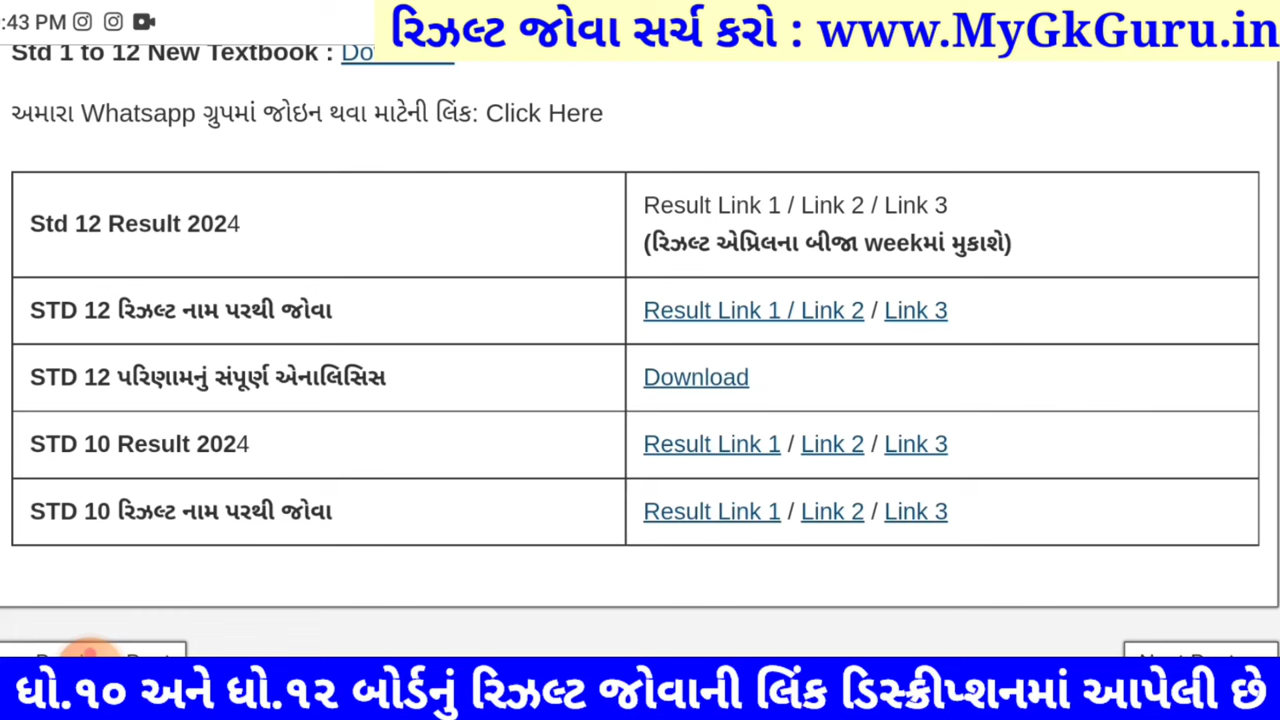 :43 PM
રિઝલ્ટ જોવા સર્ચ કરો : www.MyGkGuru.in
Std 1 to 12 New Textbook :
અમારા Whatsapp ગ્રુપમાં જોઇન થવા માટેની લિંક: Click Here
Std 12 Result 2024
Result Link 1 / Link 2 / Link 3
(રિઝલ્ટ એપ્રિલના બીજા weekમાં મુકાશે)
STD 12 રિઝલ્ટ નામ પરથી જોવા
Result Link 1 / Link 2 / Link 3
STD 12 પરિણામનું સંપૂર્ણ એનાલિસિસ
Download
STD 10 Result 2024
Result Link 1 / Link 2 / Link 3
STD 10 રિઝલ્ટ નામ પરથી જોવા
Result Link 1 / Link 2 / Link 3
ધો.૧૦ અને ધો.૧૨ બોર્ડનું રિઝલ્ટ જોવાની લિંક ડિસ્ક્રીપ્શનમાં આપેલી છે